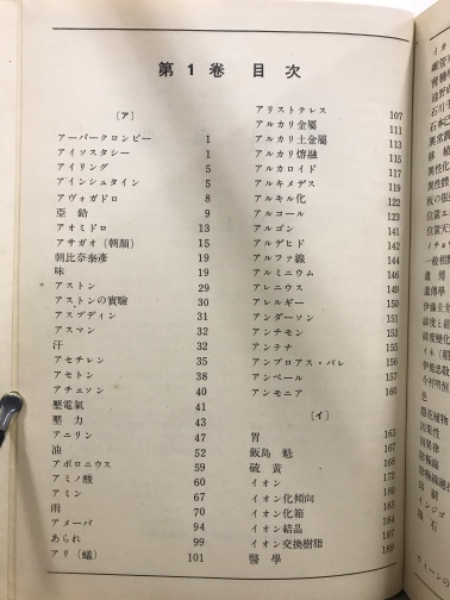 第1巻 目次
〔ア〕
アーパークロンビー 1
アイソスタシー 1
アイリング 5
アインシュタイン 5
アヴォガドロ 8
亞鉛 9
アオミドロ 13
アサガオ(朝顔) 15
朝比奈泰彥 19
味 19
アストン 29
アストンの實驗 30
アスプディン 31
アスマン 32
汗 32
アセチレン 35
アセトン 38
アチェソン 40
壓電氣 41
壓力 43
アニリン 47
油 52
アポロニウス 59
アミノ酸 60
アミン 67
雨 70
アメーバ 94
あられ 99
アリ(蟻) 101
アリストテレス 107
アルカリ金屬 111
アルカリ土金屬 113
アルカリ熔融 115
アルカロイド 117
アルキメデス 119
アルキル化 122
アルコール 123
アルゴン 141
アルデヒド 142
アルファ線 144
アルミニウム 146
アレニウス 149
アレルギー 150
アンダーソン 151
アンチモン 152
アンテナ 155
アンブロアス・パレ 156
アンペール 157
アンモニア 160
〔イ〕
胃 163
飯島魁 167
硫黃 168
イオン 172
イオン化傾向 180
イオン化箱 183
イオン結晶 184
イオン交換樹脂 187
醫學 189